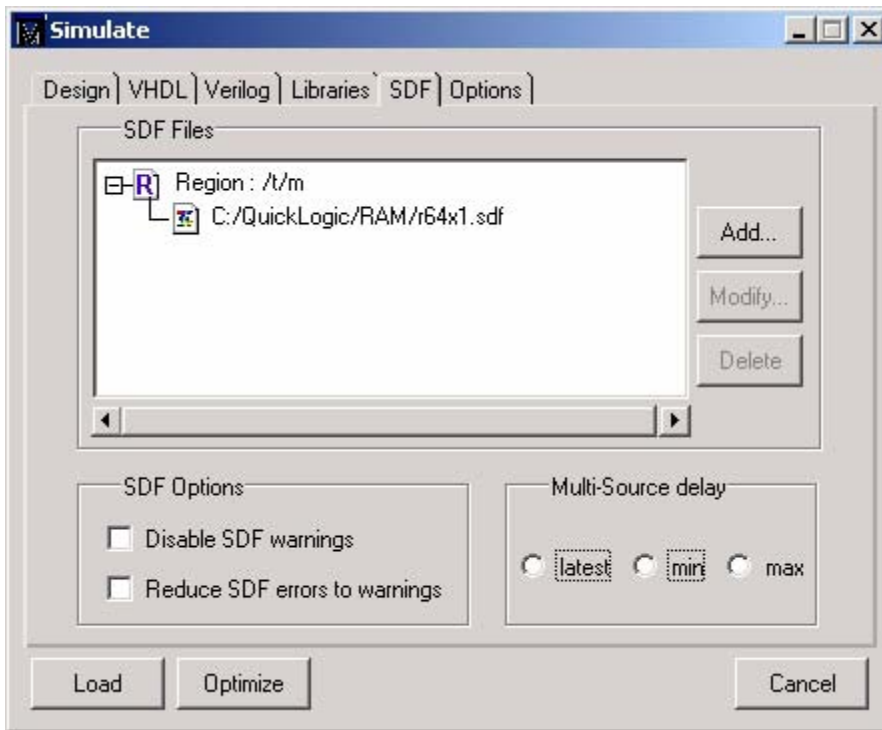 Simulate
Design VHDL Verilog Libraries SDF Options
SDF Files
Region : /t/m
C:/QuickLogic/RAM/r64x1.sdf
Add...
Modify...
Delete
SDF Options
Disable SDF warnings
Reduce SDF errors to warnings
Multi-Source delay
latest min max
Load Optimize Cancel